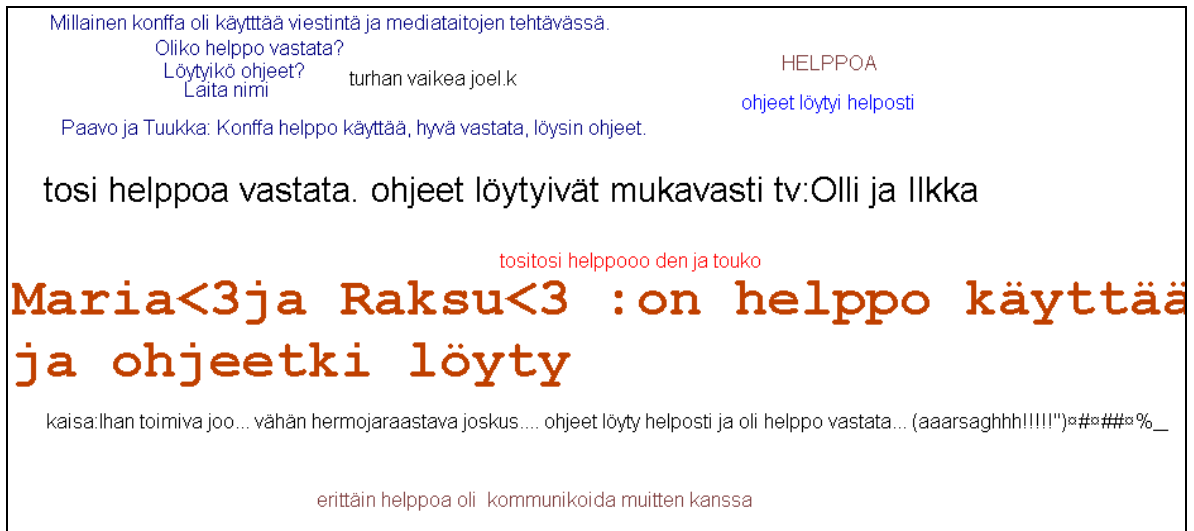 Millainen konffa oli käytttää viestintä ja mediataitojen tehtävässä.
Oliko helppo vastata?
Löytyikö ohjeet?
Laita nimi
turhan vaikea joel.k
HELPPOA
ohjeet löytyi helposti
Paavo ja Tuukka: Konffa helppo käyttää, hyvä vastata, löysin ohjeet.
tosi helppoa vastata. ohjeet löytyivät mukavasti tv:Olli ja Ilkka
tositosi helppooo den ja touko
Maria<3ja Raksu<3 :on helppo käyttää
ja ohjeetki löyty
kaisa:Ihan toimiva joo... vähän hermojaraastava joskus.... ohjeet löyty helposti ja oli helppo vastata... (aaarsaghhh!!!!!")¤#¤##¤%_
erittäin helppoa oli  kommunikoida muitten kanssa